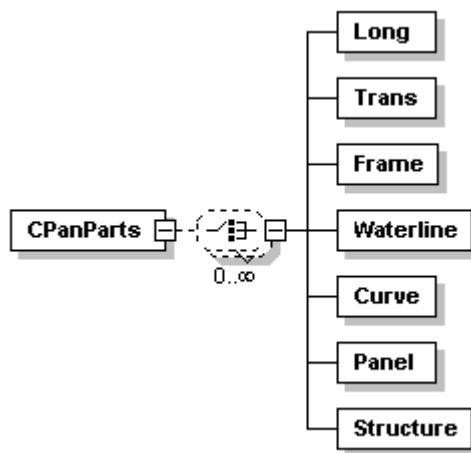 Long
Trans
Frame
CPanParts
Waterline
0..∞
Curve
Panel
Structure